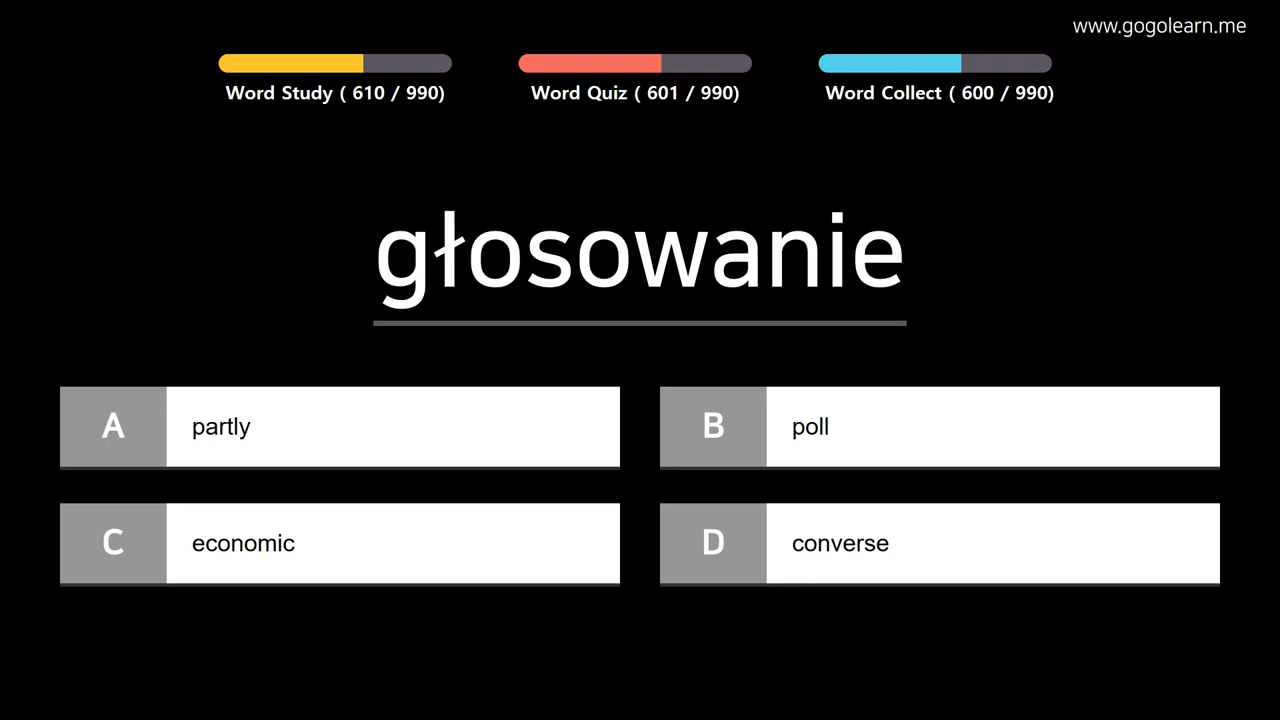 www.gogolearn.me
Word Study ( 610 / 990)
Word Quiz ( 601 / 990)
Word Collect ( 600 / 990)
głosowanie
A
partly
B
poll
C
economic
D
converse